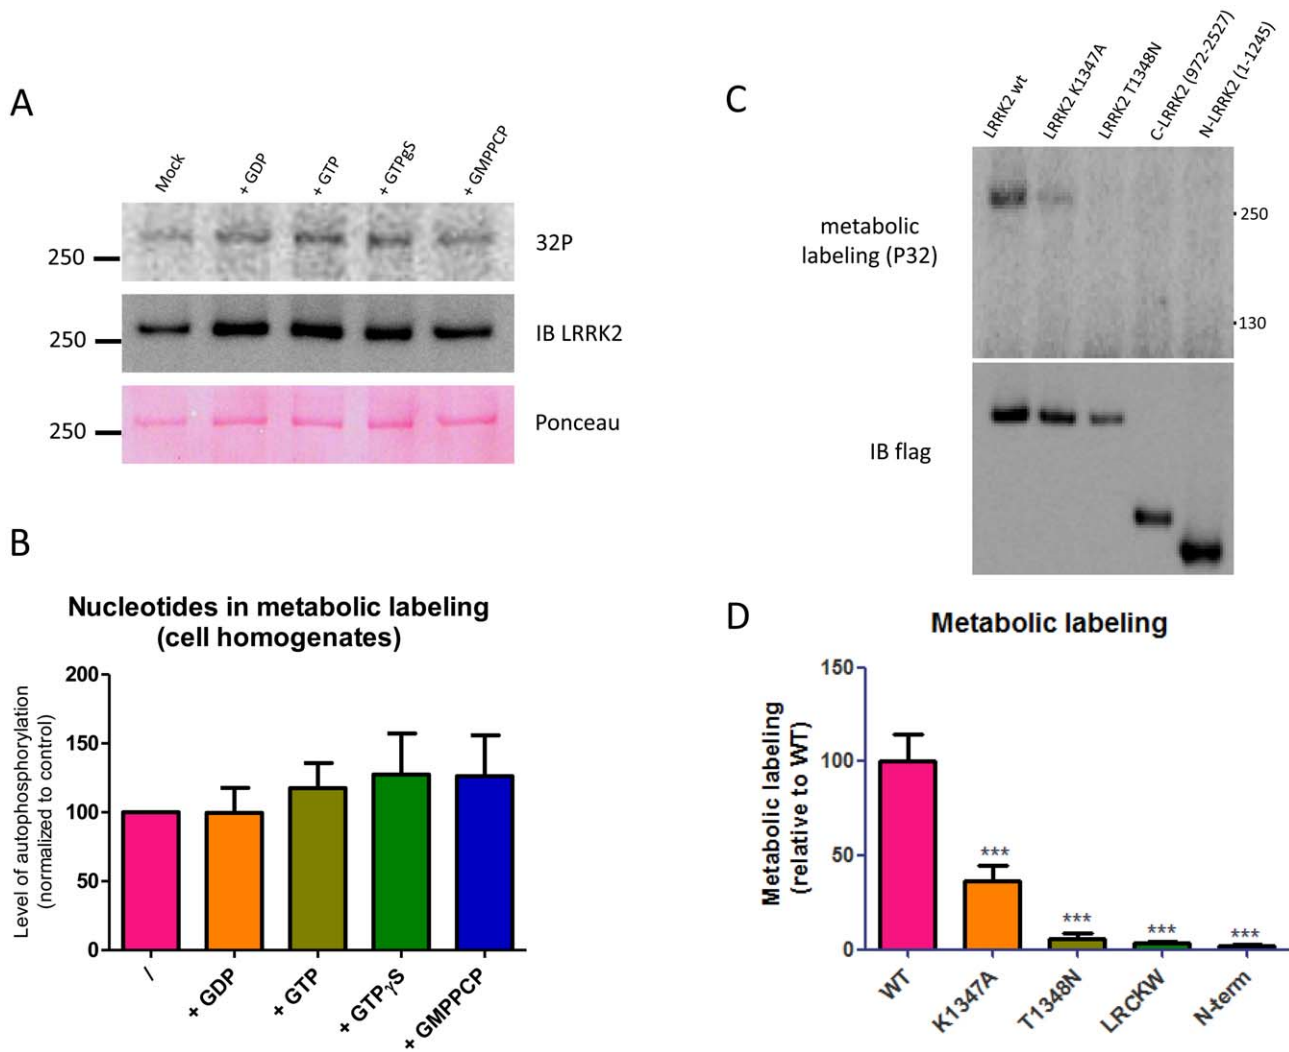 A
Mock
+ GDP
+ GTP
+ GTPgS
+ GMPPCP
250
32P
250
IB LRRK2
250
Ponceau
B
Nucleotides in metabolic labeling
(cell homogenates)
Level of autophosphorylation
(normalized to control)
200
150
100
50
0
/
+ GDP
+ GTP
+ GTPγS
+ GMPPCP
C
LRRK2 wt
LRRK2 K1347A
LRRK2 T1348N
C-LRRK2 (972-2527)
N-LRRK2 (1-1245)
metabolic
labeling (P32)
250
130
IB flag
D
Metabolic labeling
Metabolic labeling
(relative to WT)
150
100
50
0
***
***
***
***
WT
K1347A
T1348N
LRCKW
N-term